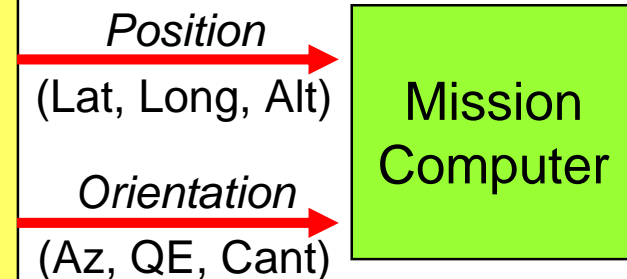 Position
(Lat, Long, Alt)
Orientation
(Az, QE, Cant)
Mission
Computer